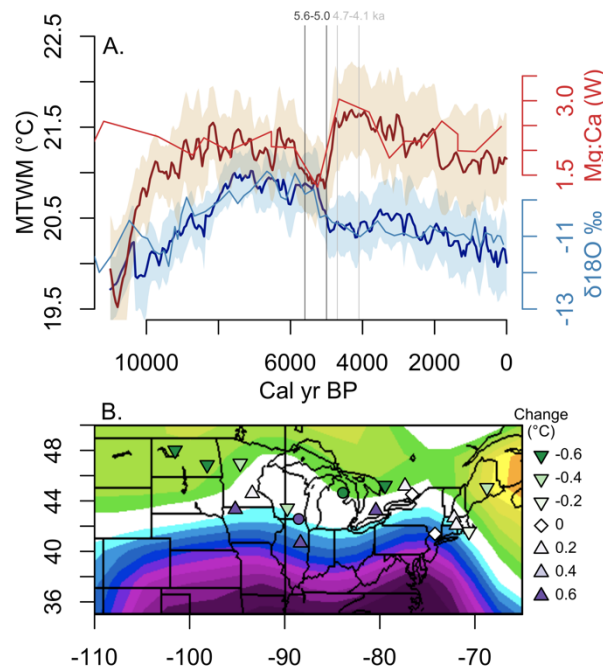 5.6-5.0 4.7-4.1 ka
A.
22.5
21.5
20.5
19.5
MTWM (°C)
3.0
1.5
Mg:Ca (W)
-11
-13
δ18O ‰
10000 6000 4000 2000 0
Cal yr BP
B.
48
44
40
36
-110 -100 -90 -80 -70
Change
(°C)
-0.6
-0.4
-0.2
0
0.2
0.4
0.6